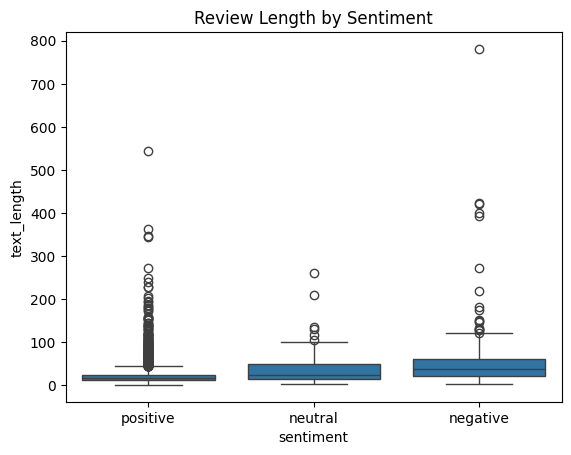 Review Length by Sentiment
800
700
600
500
400
300
200
100
0
text_length
positive
neutral
negative
sentiment